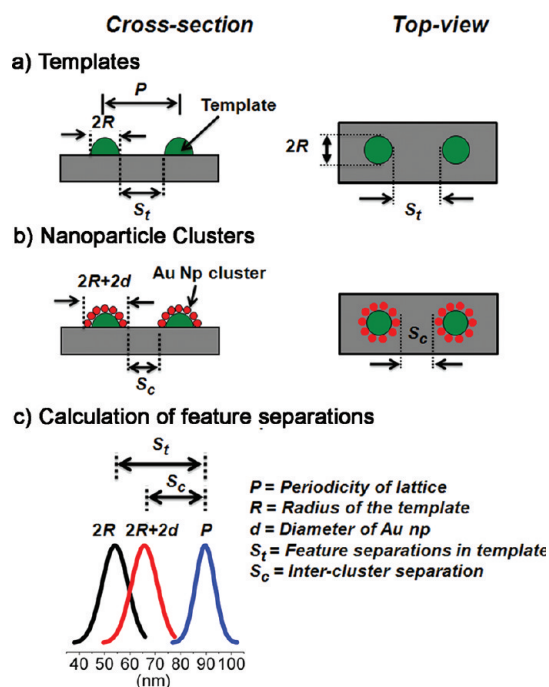 Cross-section Top-view
a) Templates
P
2R
Template
2R
St
St
b) Nanoparticle Clusters
2R+2d
Au Np cluster
Sc
Sc
c) Calculation of feature separations
St
Sc
2R 2R+2d P
P = Periodicity of lattice
R = Radius of the template
d = Diameter of Au np
St = Feature separations in template
Sc = Inter-cluster separation
40 50 60 70 80 90 100
(nm)